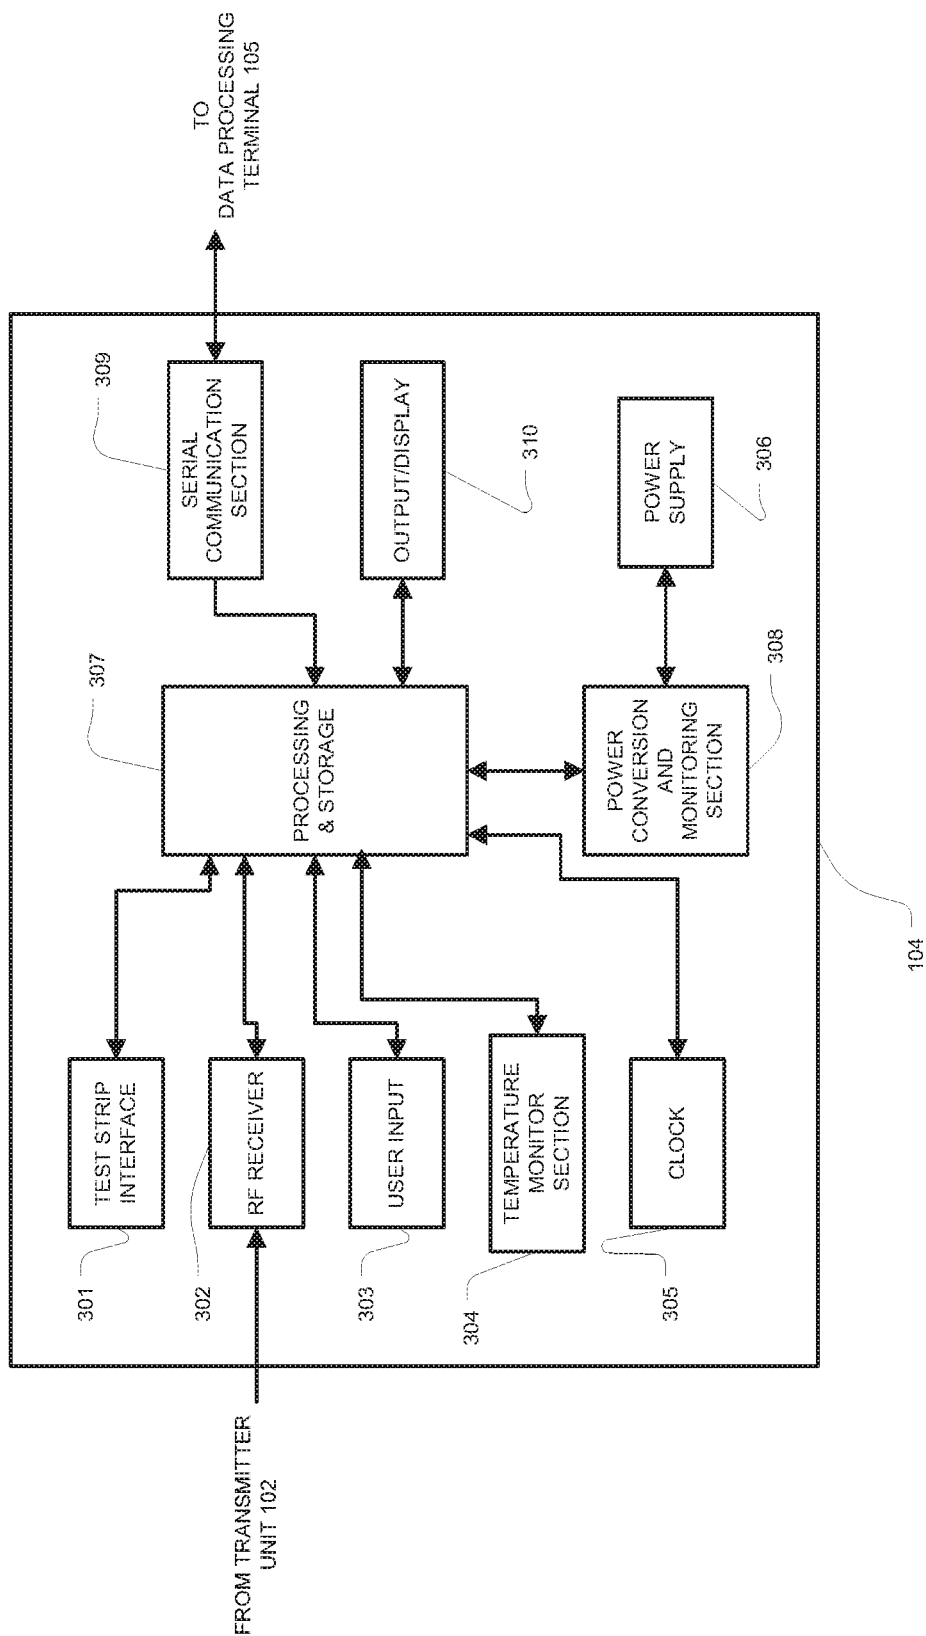 TO
DATA PROCESSING
TERMINAL 105
309
SERIAL
COMMUNICATION
SECTION
OUTPUT/DISPLAY
310
POWER
SUPPLY
306
307
PROCESSING
& STORAGE
POWER
CONVERSION
AND
MONITORING
SECTION
308
TEST STRIP
INTERFACE
301
RF RECEIVER
302
USER INPUT
303
TEMPERATURE
MONITOR
SECTION
304
CLOCK
305
104
FROM TRANSMITTER
UNIT 102